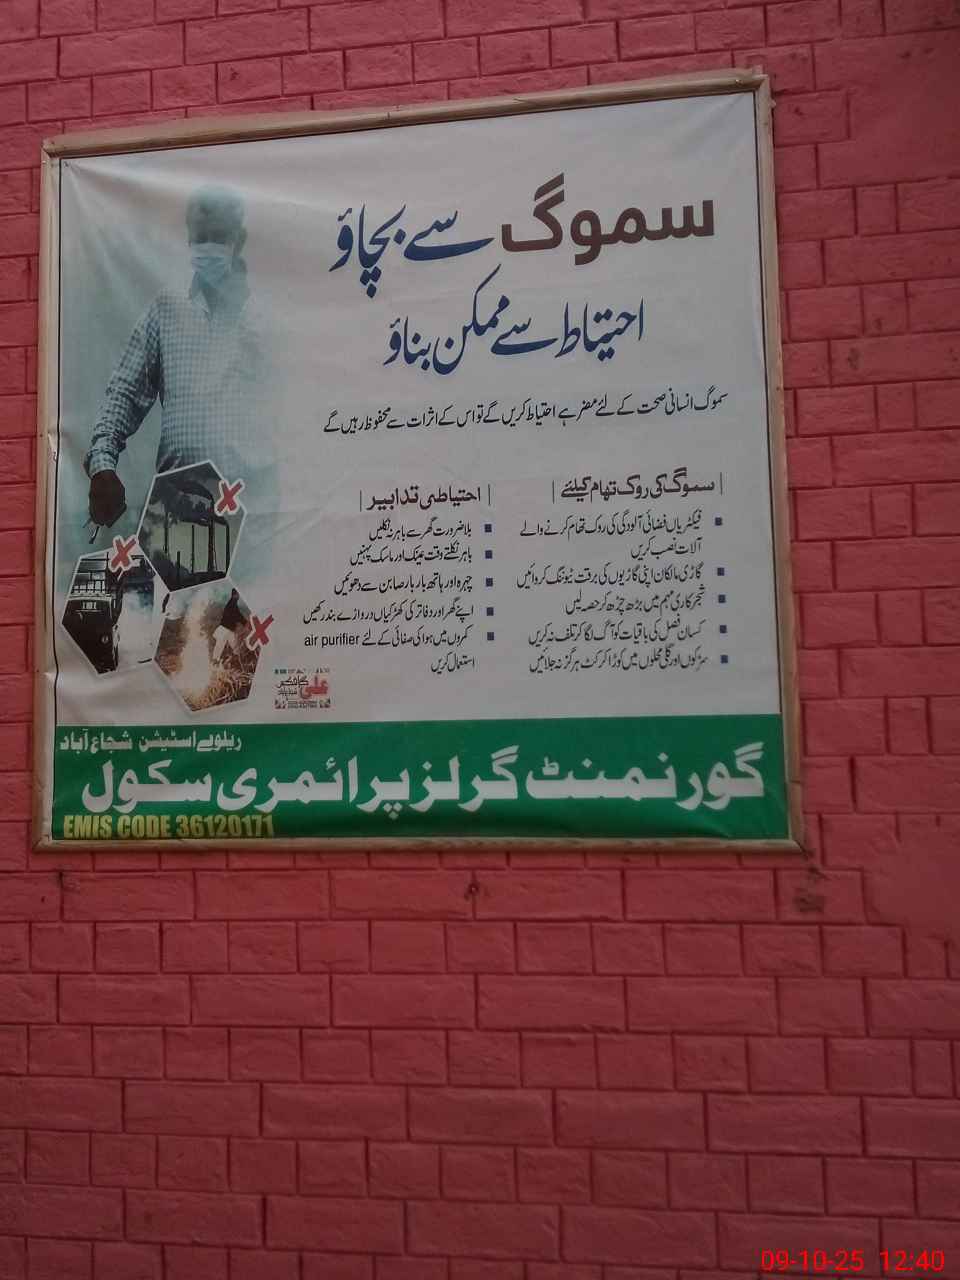 سموگ سے بچاؤ
احتیاط سے ممکن بناؤ
سموگ انسانی صحت کے لئے مضر ہے احتیاط کریں گے تو اس کے اثرات سے محفوظ رہیں گے
سموگ کی روک تھام کیلئے
فیکٹریاں فضائی آلودگی کی روک تھام کرنے والے
آلات نصب کریں
گاڑی مالکان اپنی گاڑیوں کی بروقت ٹیوننگ کروائیں
شجرکاری مہم میں بڑھ چڑھ کر حصہ لیں
کسان فصل کی باقیات کو آگ لگا کر تلف نہ کریں
سڑکوں اور گلی محلوں میں کوڑا کرکٹ ہرگز نہ جلائیں
احتیاطی تدابیر
بلا ضرورت گھر سے باہر نہ نکلیں
باہر نکلتے وقت عینک اور ماسک پہنیں
چہرہ اور ہاتھ بار بار صابن سے دھوئیں
اپنے گھر اور دفاتر کی کھڑکیاں دروازے بند رکھیں
کمروں میں ہوا کی صفائی کے لئے air purifier
استعمال کریں
علی گرافکس
گورنمنٹ گرلز پرائمری سکول
ریلوے اسٹیشن شجاع آباد
EMIS CODE 36120171
09-10-25 12:40